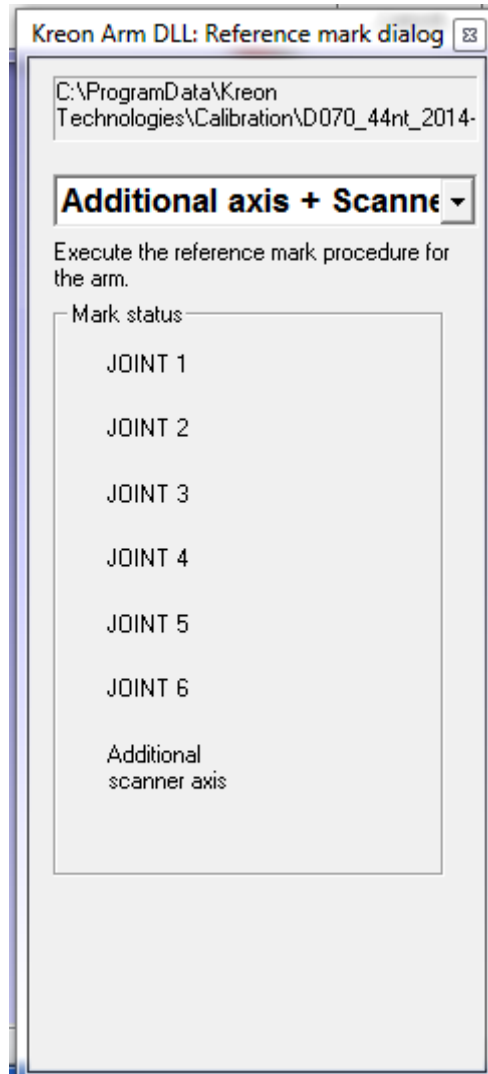 Kreon Arm DLL: Reference mark dialog
C:\ProgramData\Kreon
Technologies\Calibration\D070_44nt_2014-
Additional axis + Scanne
Execute the reference mark procedure for
the arm.
Mark status
JOINT 1
JOINT 2
JOINT 3
JOINT 4
JOINT 5
JOINT 6
Additional
scanner axis